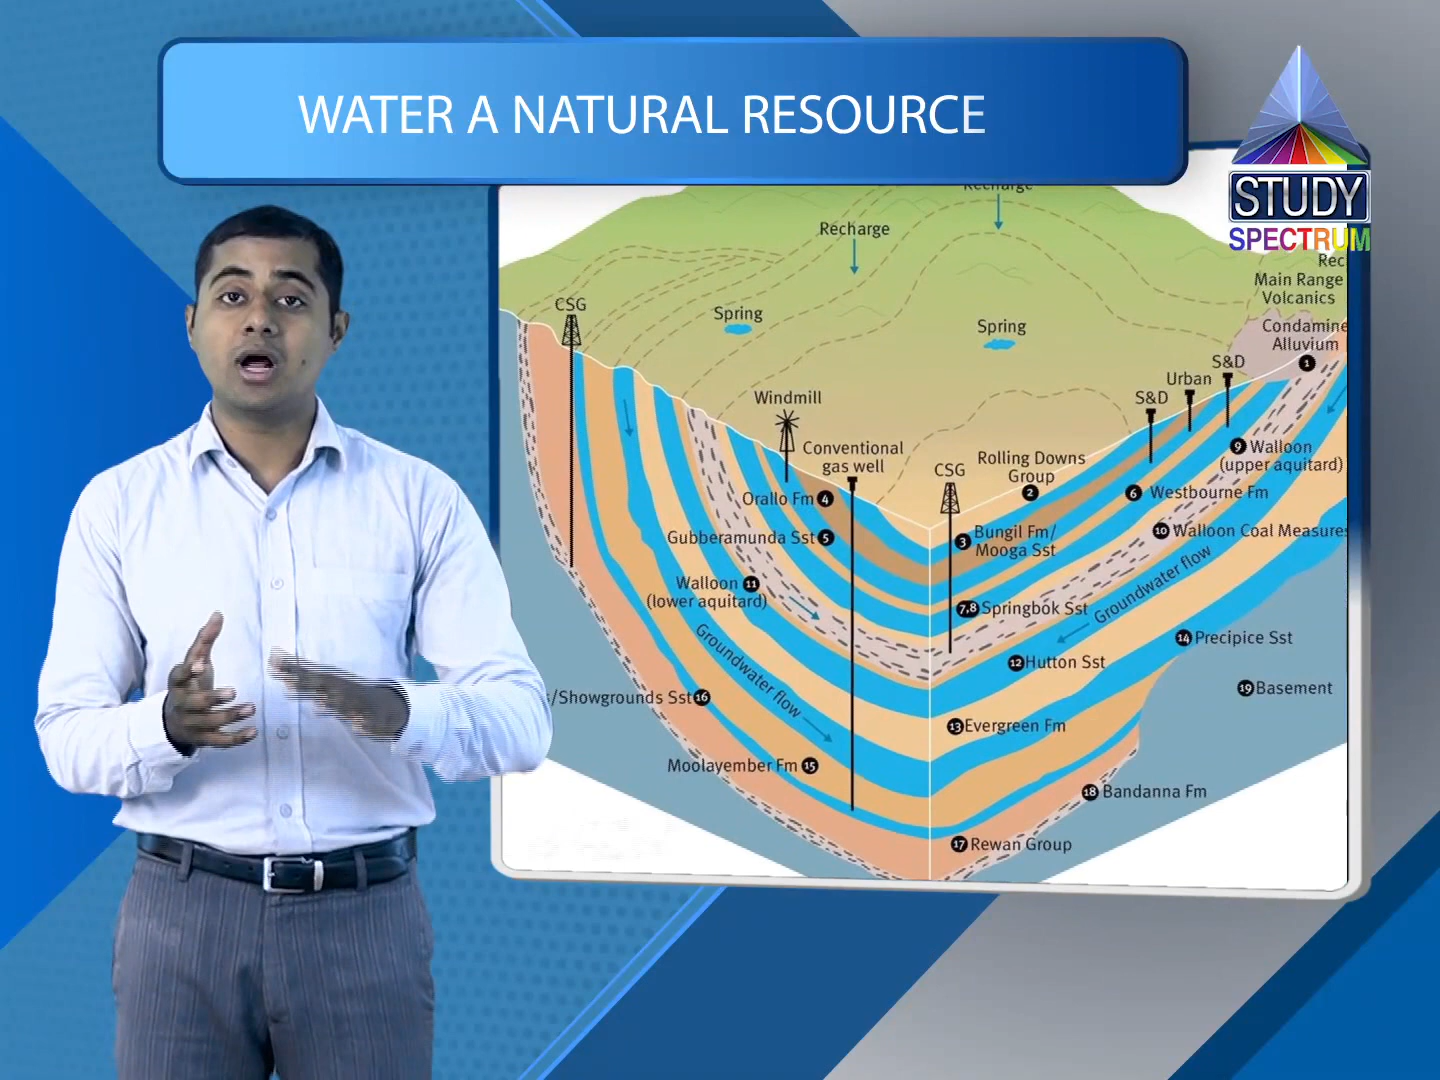 WATER A NATURAL RESOURCE
STUDY
SPECTRUM
Recharge
Recharge
Main Range
Volcanics
CSG
Spring
Spring
Condamine
Alluvium
1
S&D
Urban
S&D
Windmill
Conventional
gas well
CSG
Rolling Downs
Group
2
9 Walloon
(upper aquitard)
Orallo Fm 4
6 Westbourne Fm
Gubberamunda Sst 5
3 Bungil Fm/
Mooga Sst
10 Walloon Coal Measures
Walloon 11
(lower aquitard)
7,8 Springbok Sst
Groundwater flow
Groundwater flow
14 Precipice Sst
12 Hutton Sst
/Showgrounds Sst 16
19 Basement
13 Evergreen Fm
Moolayember Fm 15
18 Bandanna Fm
17 Rewan Group